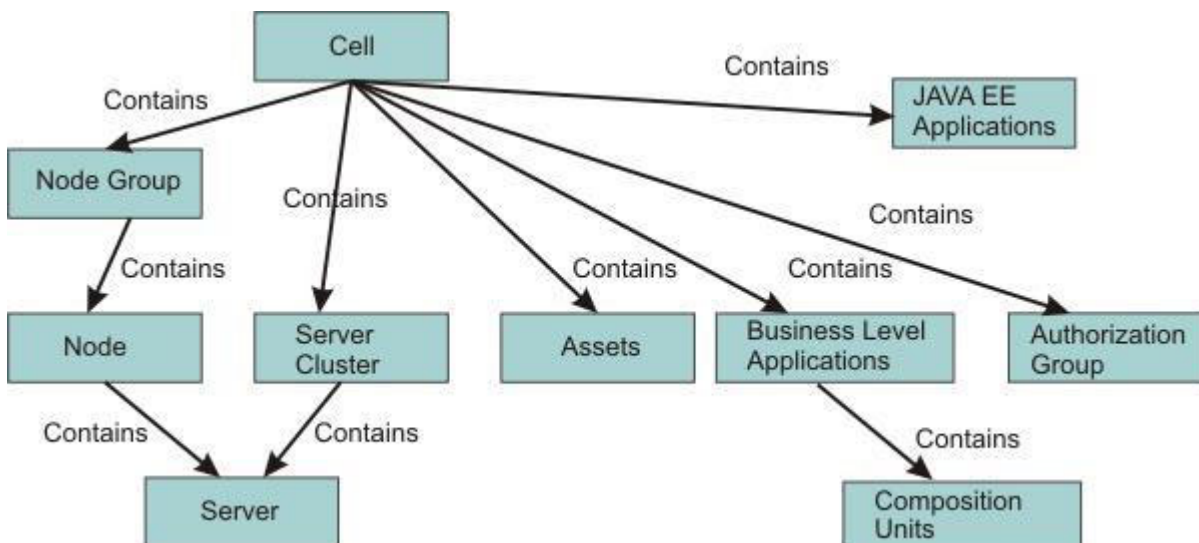 Cell
Contains
JAVA EE
Applications
Contains
Node Group
Contains
Contains
Contains
Contains
Contains
Node
Server
Cluster
Assets
Business Level
Applications
Authorization
Group
Contains
Contains
Contains
Server
Composition
Units